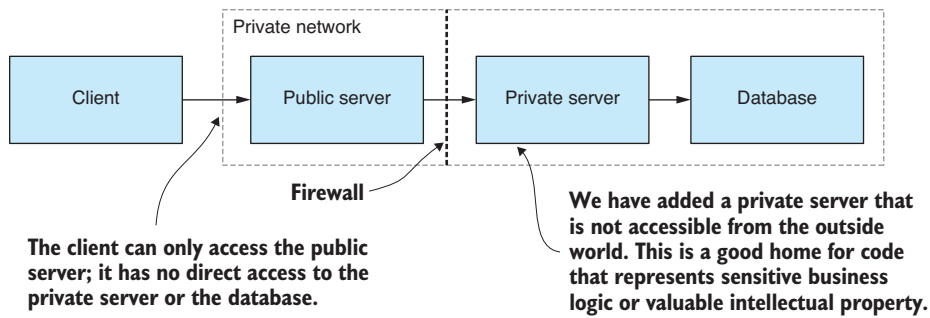 Private network
Client
Public server
Private server
Database
Firewall
The client can only access the public
server; it has no direct access to the
private server or the database.
We have added a private server that
is not accessible from the outside
world. This is a good home for code
that represents sensitive business
logic or valuable intellectual property.